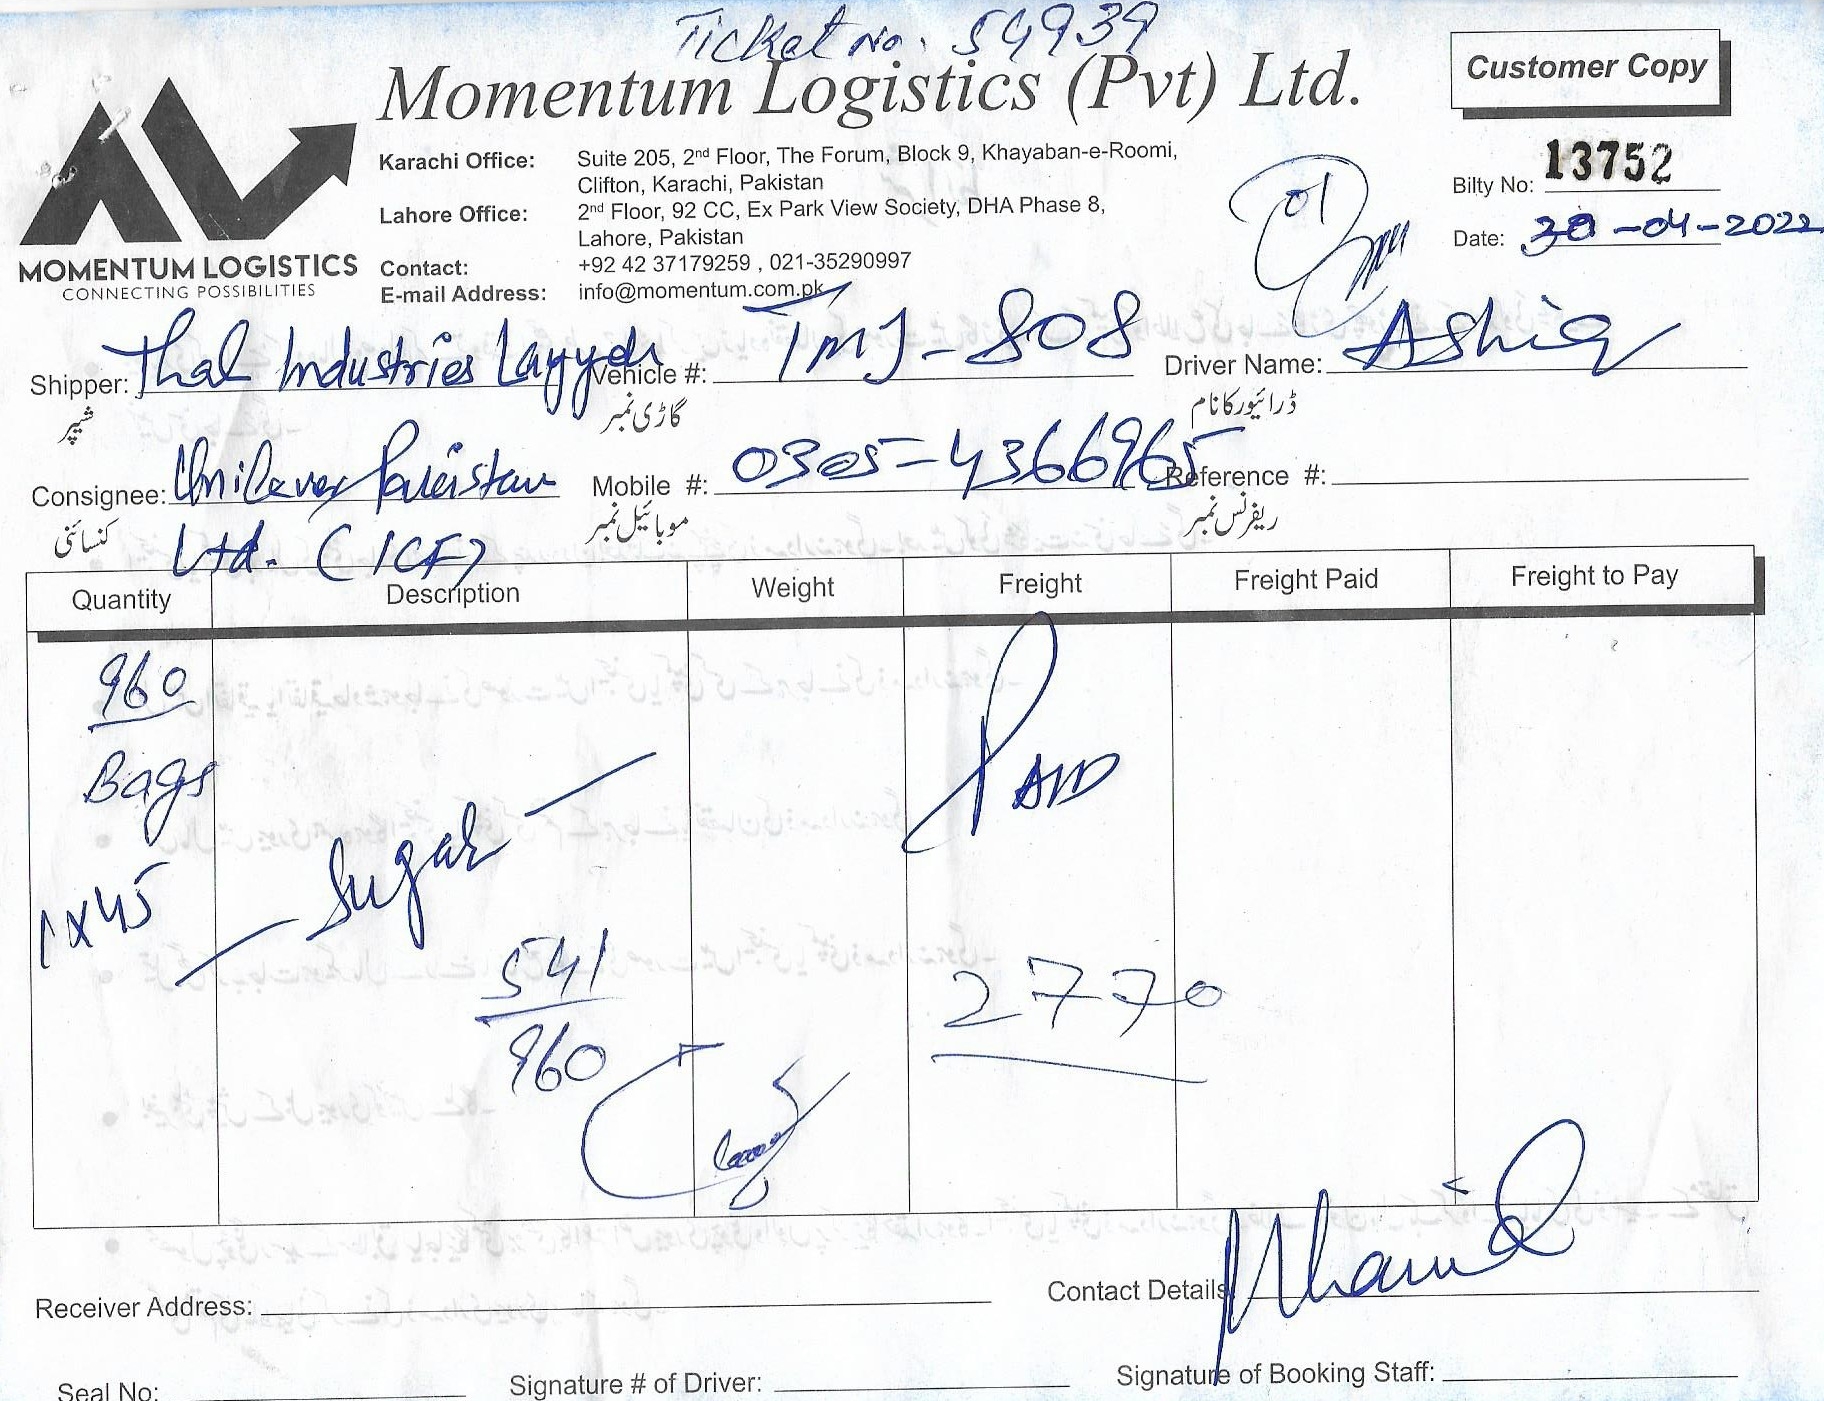 Ticket no. 54939
Momentum Logistics (Pvt) Ltd.
Customer Copy
MOMENTUM LOGISTICS
CONNECTING POSSIBILITIES
Karachi Office: Suite 205, 2nd Floor, The Forum, Block 9, Khayaban-e-Roomi,
Clifton, Karachi, Pakistan
Lahore Office: 2nd Floor, 92 CC, Ex Park View Society, DHA Phase 8,
Lahore, Pakistan
Contact: +92 42 37179259 , 021-35290997
E-mail Address: info@momentum.com.pk
Bilty No: 13752
Date: 30-04-2022
01
Shipper: Thal Industries Layyah Vehicle #: TMJ-808 Driver Name: Ashiq
شیپر گاڑی نمبر ڈرائیور کا نام
Consignee: Unilever Pakistan Mobile #: 0305-4366965 Reference #:
کنسائنی موبائیل نمبر ریفرنس نمبر
Ltd. (ICF)
Quantity Description Weight Freight Freight Paid Freight to Pay
960
Bags
Paid
Sugar
1x45
541
960
2770
Receiver Address: Contact Details
Seal No: Signature # of Driver: Signature of Booking Staff: